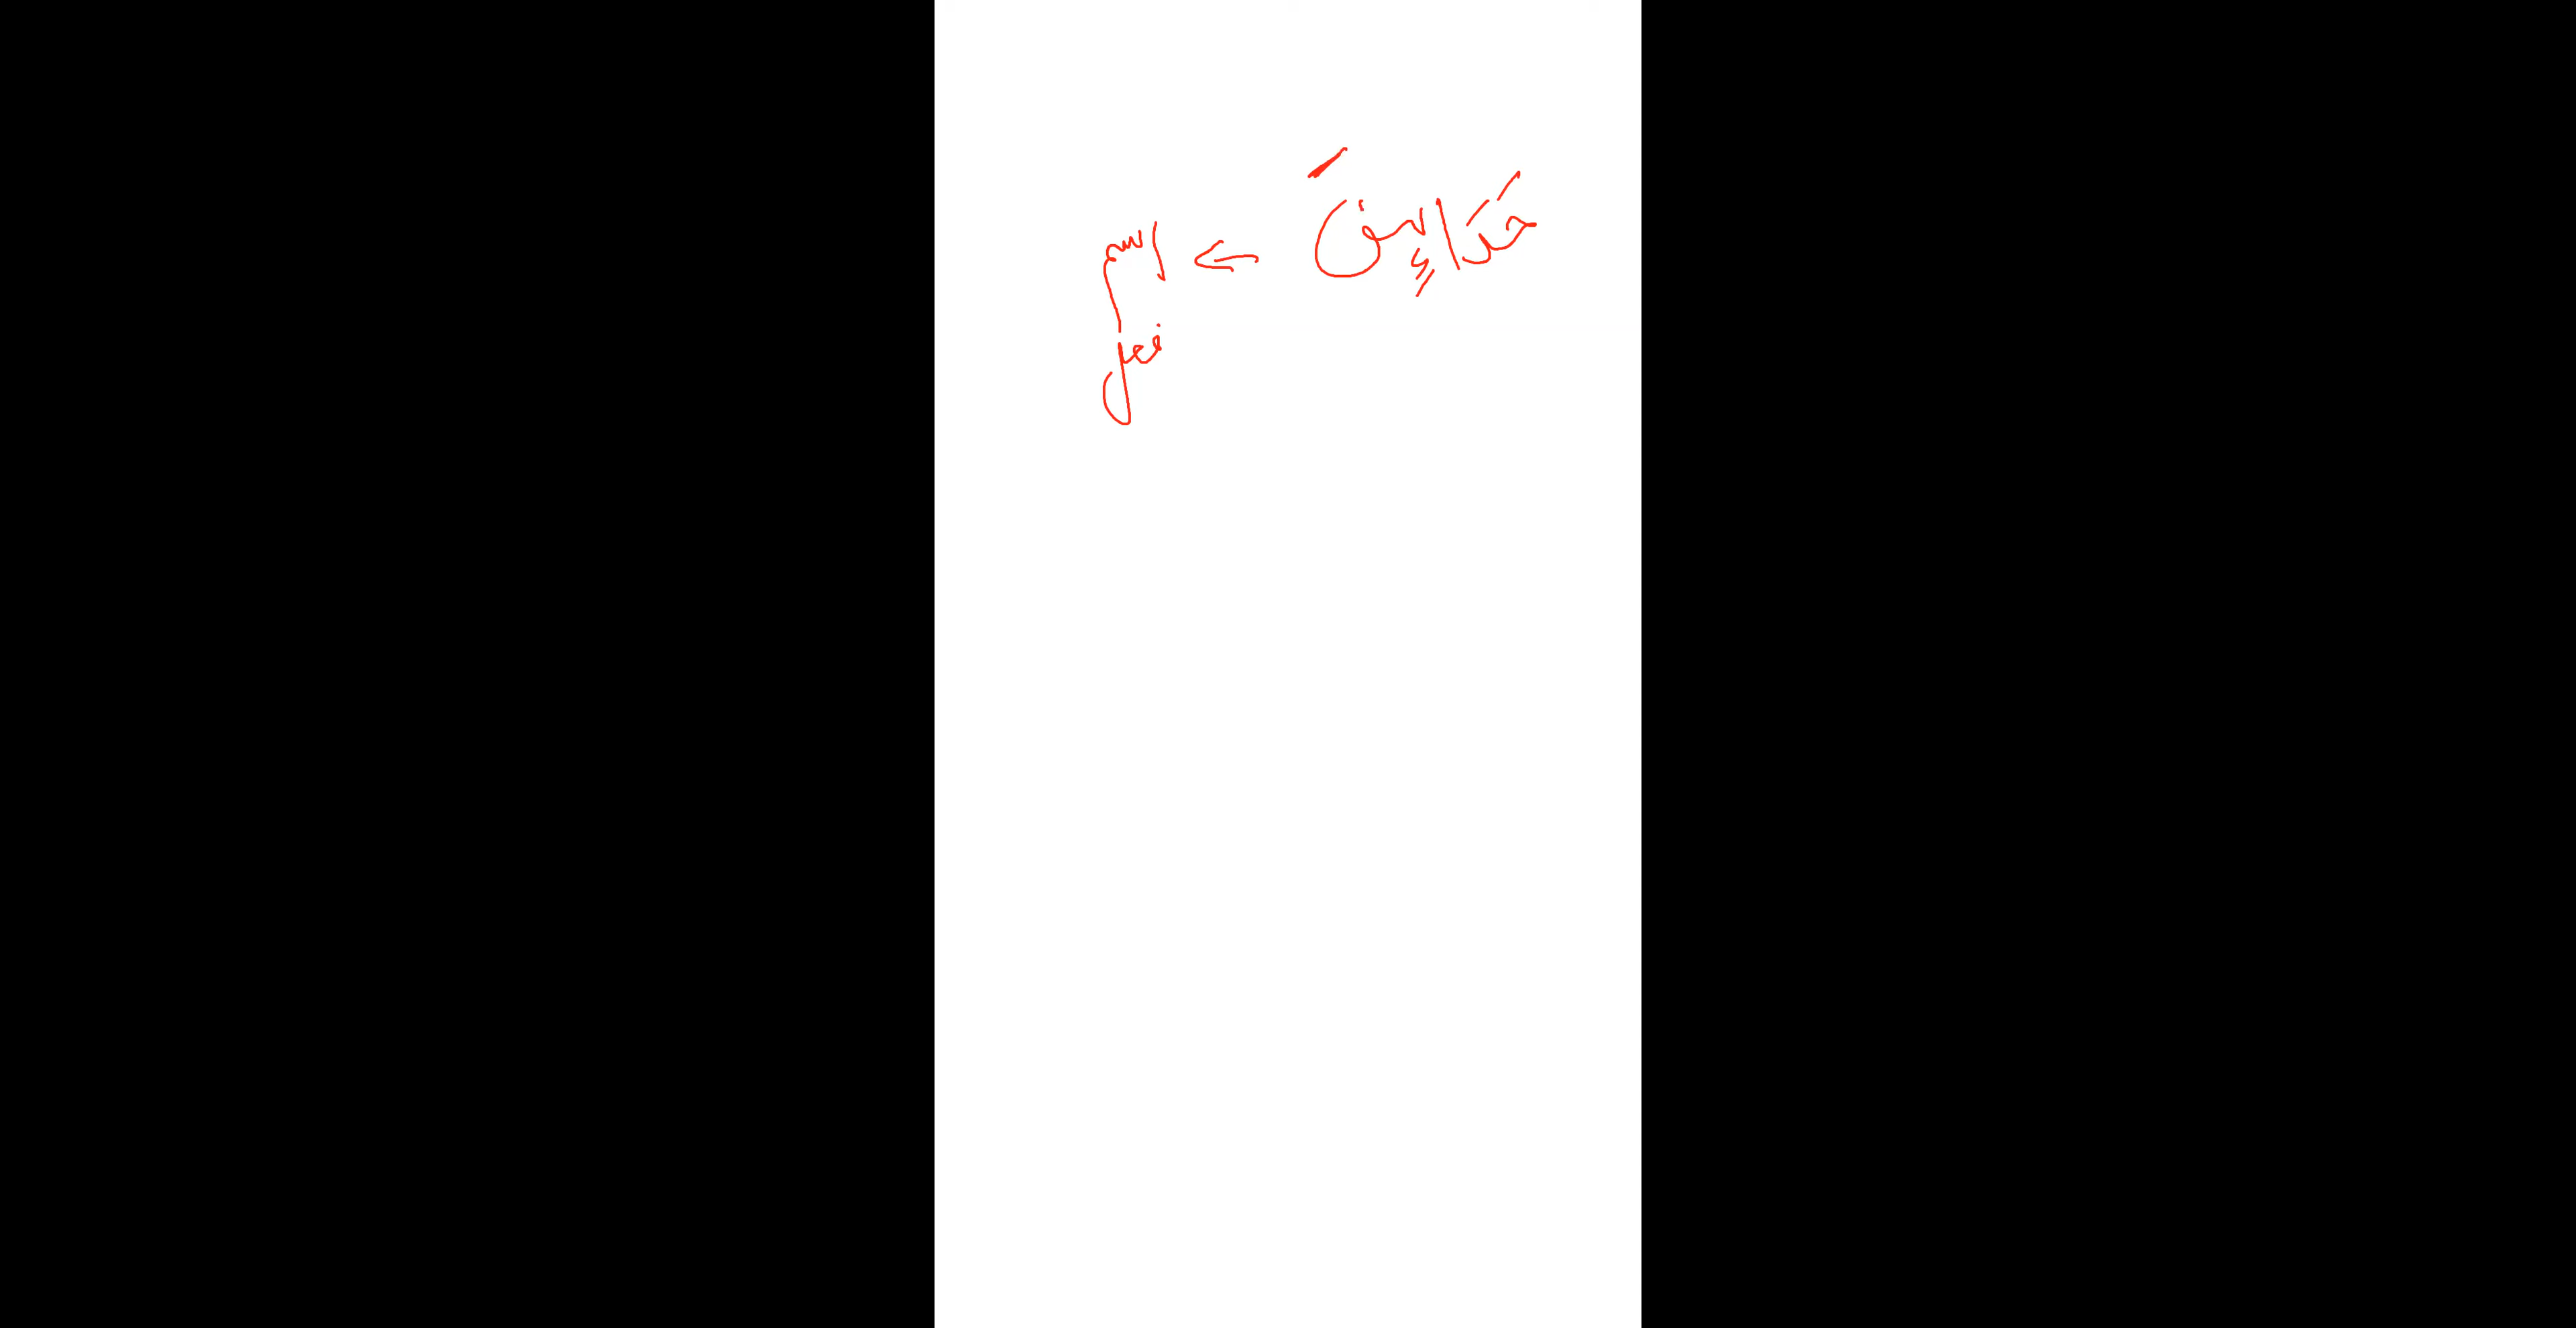 حَدَائِقَ ← اسم
فعل